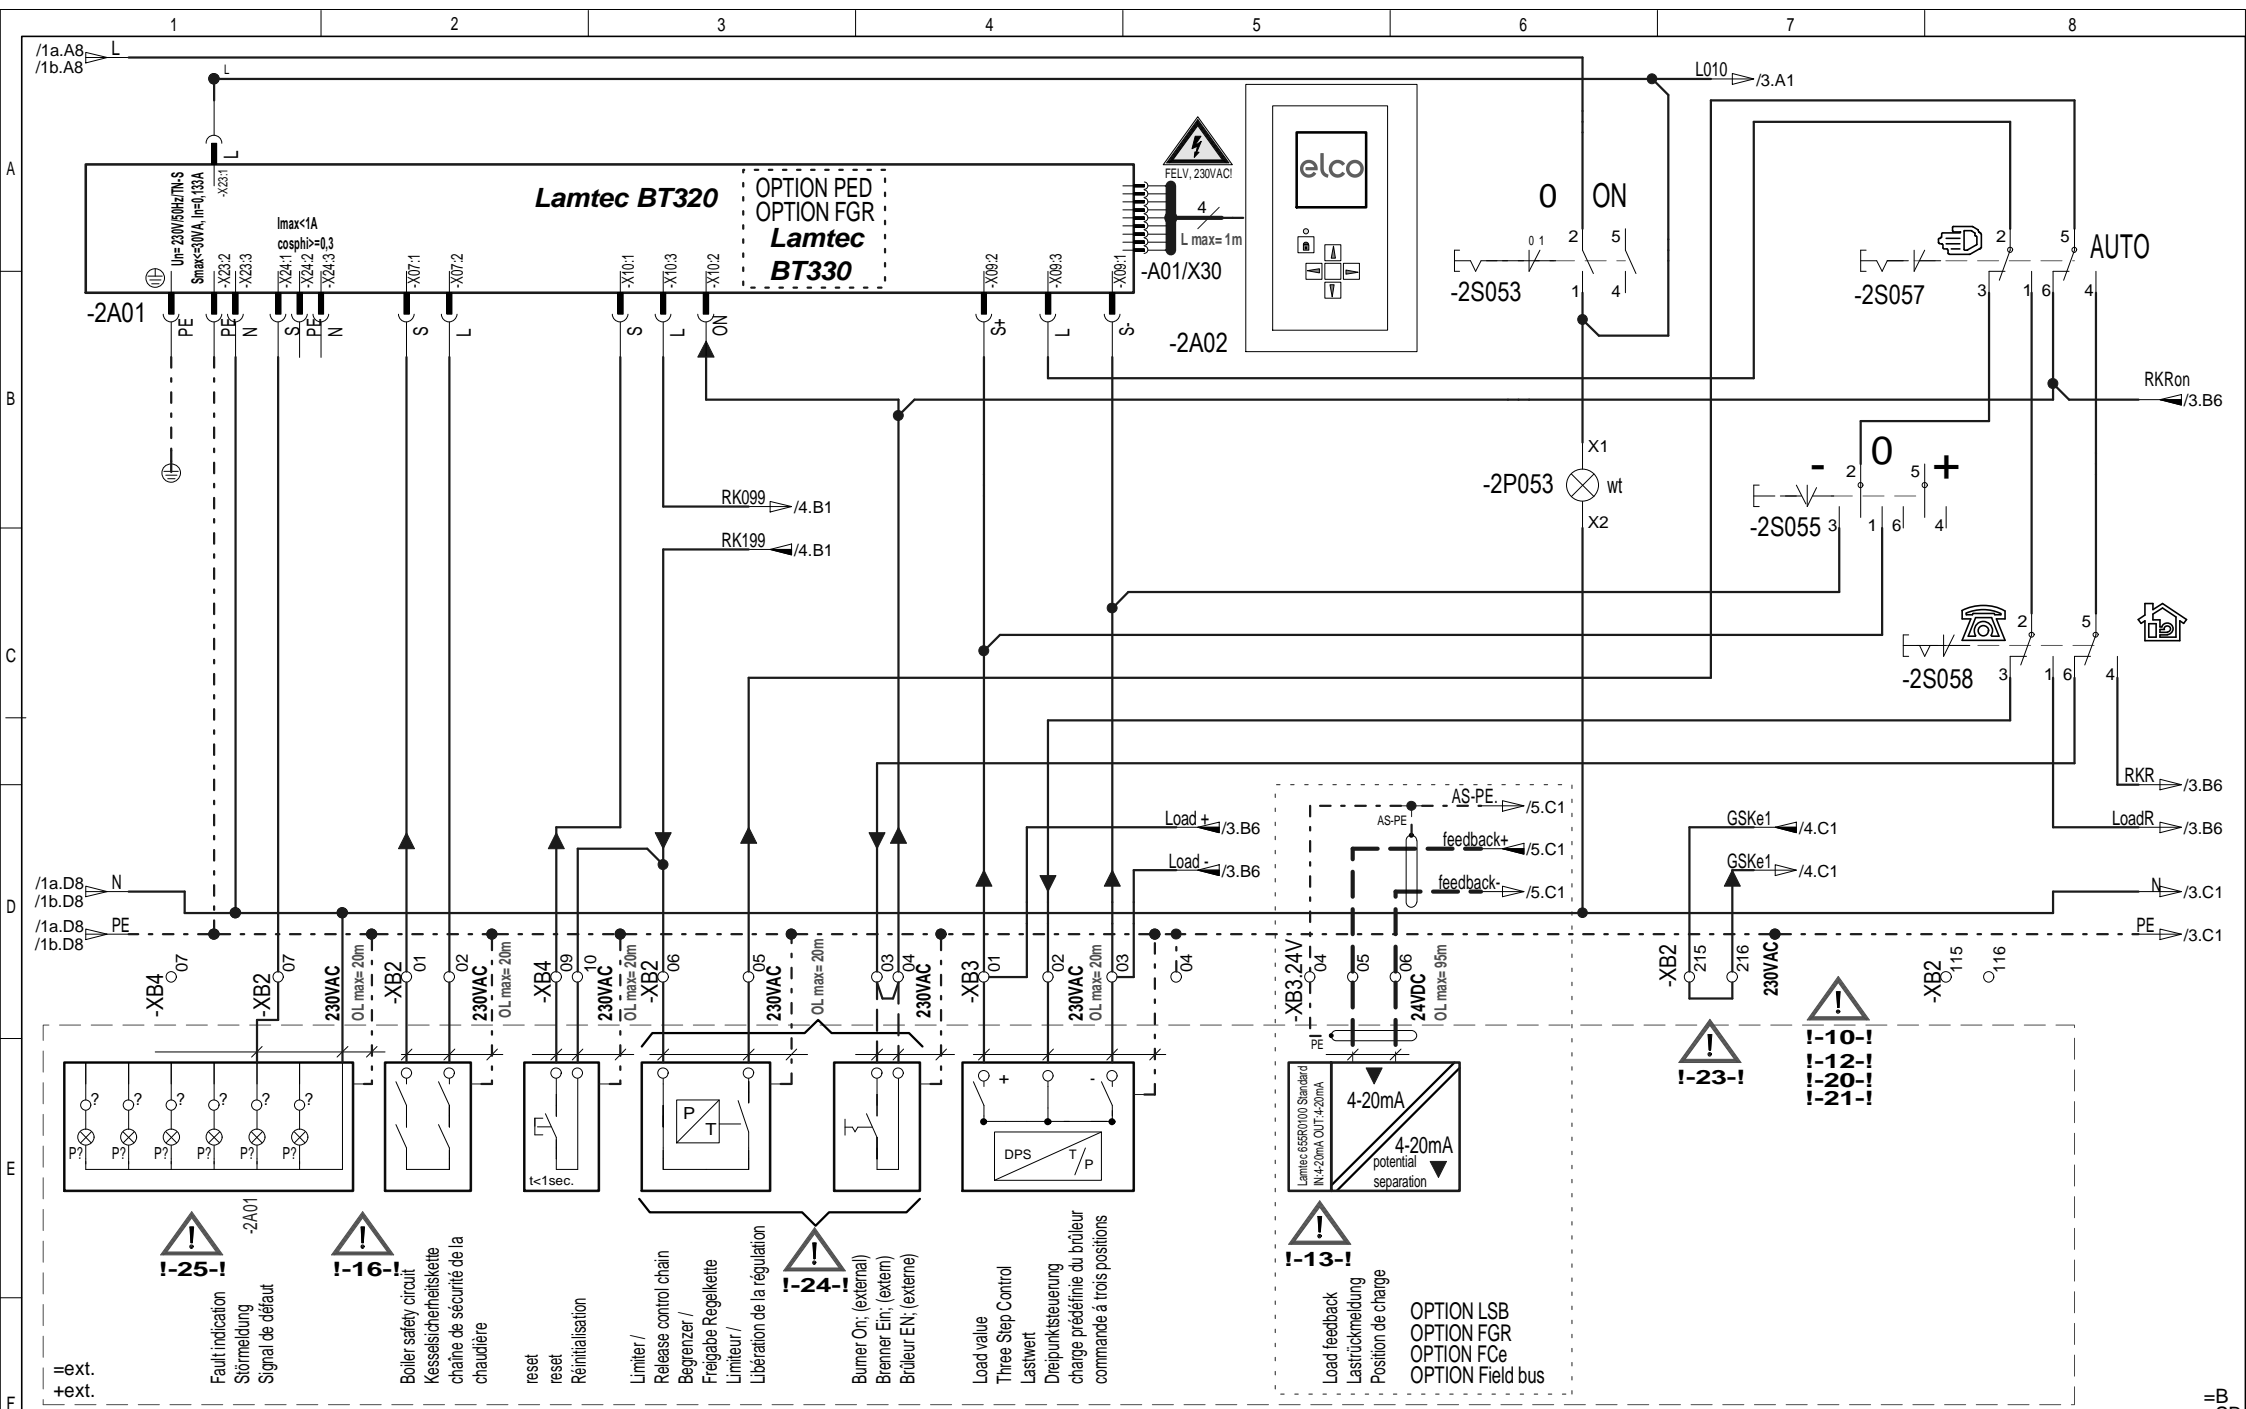 1 2 3 4 5 6 7 8
/1a.A8
/1b.A8
L
L
L010
/3.A1
A
L
-X23:1
Un= 230V/50Hz/TN-S
Smax<=30VA, In=0,133A
Imax<1A
cosphi>=0,3
Lamtec BT320
OPTION PED
OPTION FGR
Lamtec
BT330
FELV, 230VAC!
4
L max= 1m
-A01/X30
elco
0 ON
0 1
2 5
1 4
-2S053
2 5
AUTO
3 1 6 4
-2S057
-X23:2
-X23:3
-X24:1
-X24:2
-X24:3
-X07:1
-X07:2
-X10:1
-X10:3
-X10:2
-X09:2
-X09:3
-X09:1
-2A01
PE
PE
N
S
PE
N
S
L
S
L
ON
S+
L
S-
-2A02
B
RKRon
/3.B6
X1
-2P053
wt
X2
- 0 +
2 5
-2S055
3 1 6 4
RK099
/4.B1
RK199
/4.B1
C
2 5
-2S058
3 1 6 4
RKR
/3.B6
LoadR
/3.B6
AS-PE.
/5.C1
AS-PE
feedback+
/5.C1
feedback-
/5.C1
Load +
/3.B6
Load -
/3.B6
GSKe1
/4.C1
GSKe1
/4.C1
D
/1a.D8
/1b.D8
N
N
/3.C1
/1a.D8
/1b.D8
PE
PE
/3.C1
-XB4
07
-XB2
07
230VAC
OL max= 20m
-XB2
01
02
230VAC
OL max= 20m
-XB4
09
10
230VAC
OL max= 20m
-XB2
06
05
230VAC
OL max= 20m
03
04
230VAC
-XB3
01
02
230VAC
OL max= 20m
03
04
-XB3.24V
04
05
06
24VDC
OL max= 95m
-XB2
215
216
230VAC
-XB2
115
116
PE
!-23-!
!-10-!
!-12-!
!-20-!
!-21-!
E
? ? ? ? ? ?
P? P? P? P? P? P?
-2A01
t<1sec.
P
T
+ -
DPS
T/P
Lamtec 655R0100 Standard
IN:4-20mA OUT:4-20mA
4-20mA
4-20mA
potential
separation
!-25-!
!-16-!
!-24-!
!-13-!
Fault indication
Störmeldung
Signal de défaut
Boiler safety circuit
Kesselsicherheitskette
chaîne de sécurité de la
chaudière
reset
reset
Réinitialisation
Limiter /
Release control chain
Begrenzer /
Freigabe Regelkette
Limiteur /
Libération de la régulation
Burner On; (external)
Brenner Ein; (extern)
Brûleur EN; (externe)
Load value
Three Step Control
Lastwert
Dreipunktsteuerung
charge prédéfinie du brûleur
commande á trois positions
Load feedback
Lastrückmeldung
Position de charge
OPTION LSB
OPTION FGR
OPTION FCe
OPTION Field bus
=ext.
+ext.
F
=B